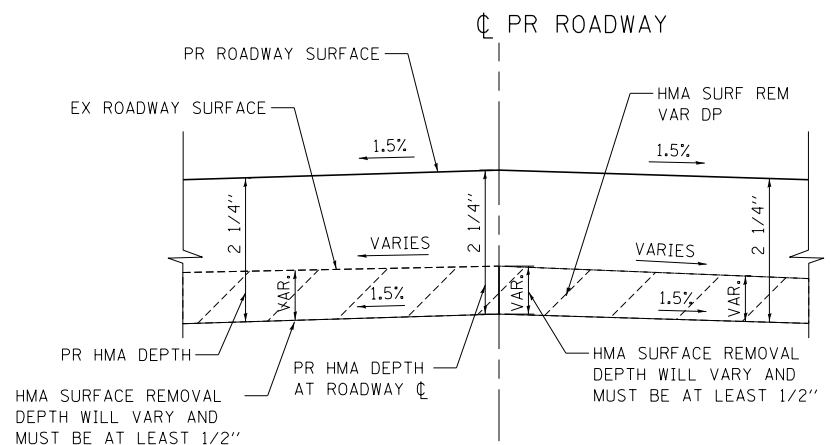 ℄ PR ROADWAY
PR ROADWAY SURFACE
EX ROADWAY SURFACE
HMA SURF REM
VAR DP
1.5%
1.5%
2 1/4"
2 1/4"
2 1/4"
VARIES
VARIES
VAR.
1.5%
VAR.
1.5%
VAR.
PR HMA DEPTH
HMA SURFACE REMOVAL
DEPTH WILL VARY AND
MUST BE AT LEAST 1/2"
PR HMA DEPTH
AT ROADWAY ℄
HMA SURFACE REMOVAL
DEPTH WILL VARY AND
MUST BE AT LEAST 1/2"